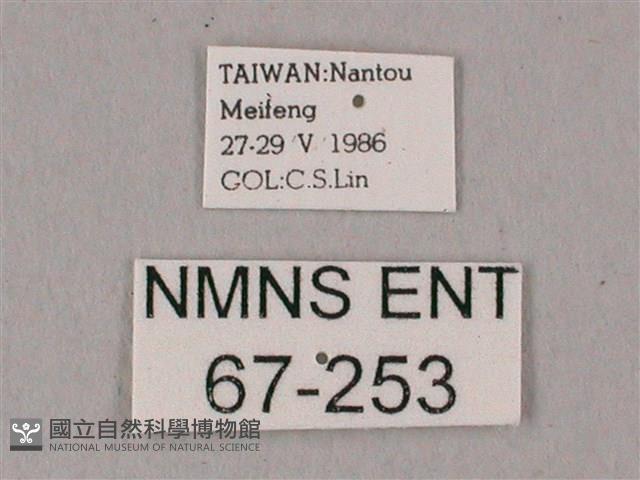 TAIWAN:Nantou
Meifeng
27-29 V 1986
COL:C.S.Lin
NMNS ENT
67-253
國立自然科學博物館
NATIONAL MUSEUM OF NATURAL SCIENCE